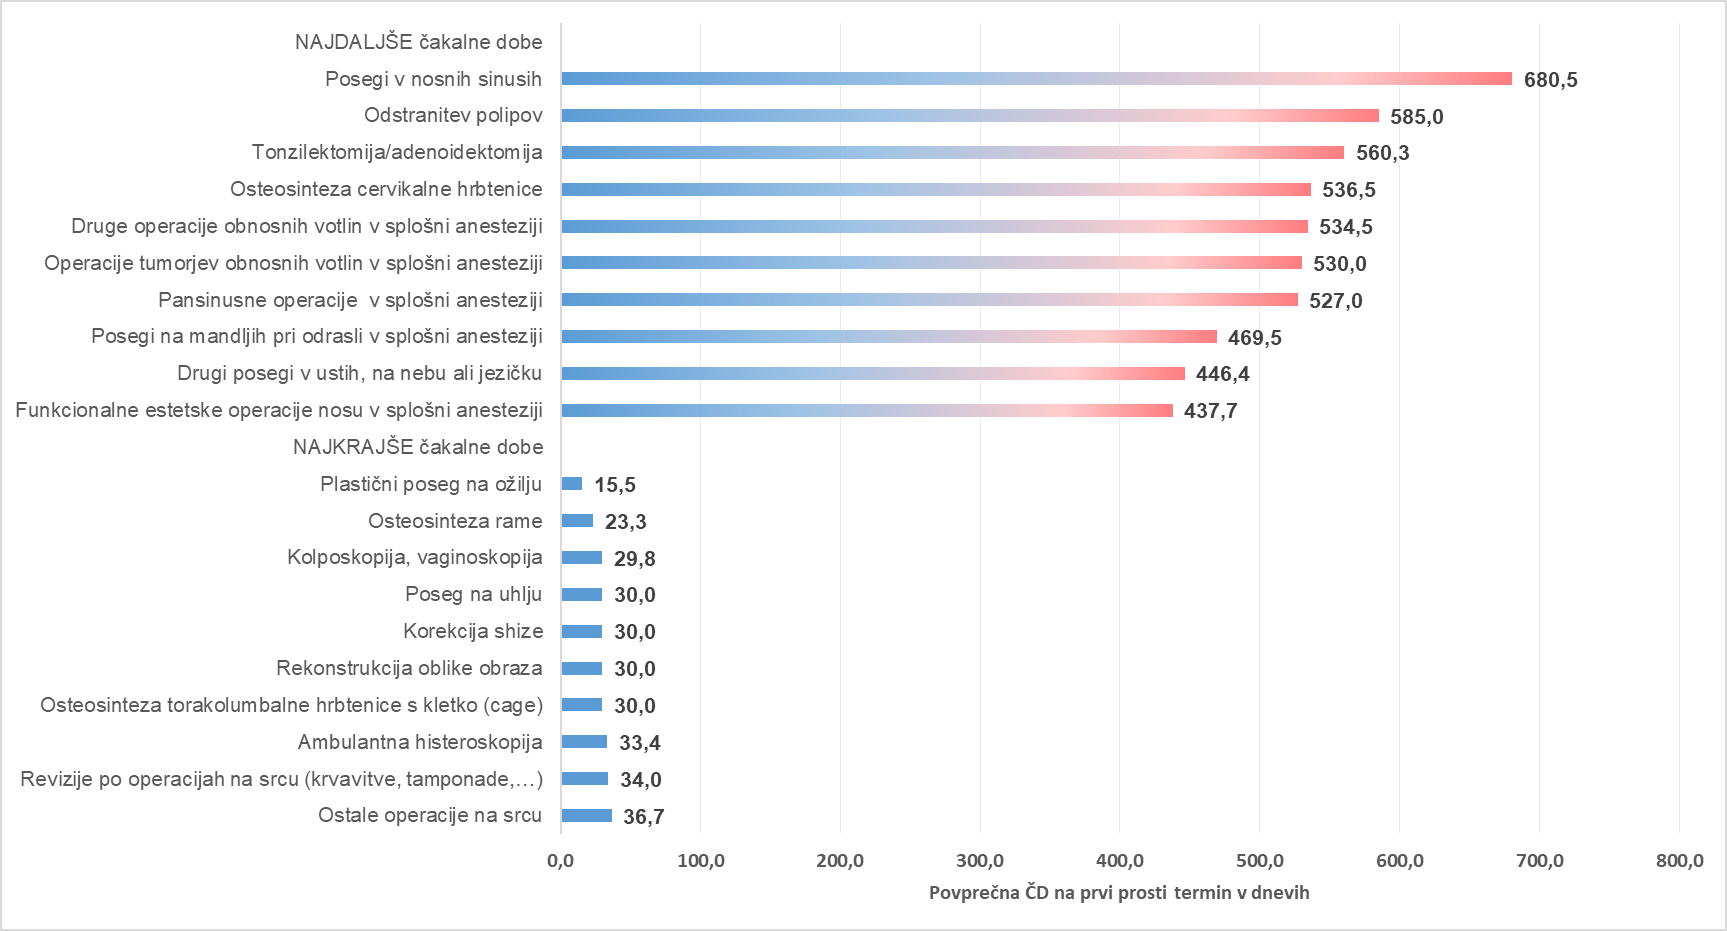 NAJDALJŠE čakalne dobe
Posegi v nosnih sinusih 680,5
Odstranitev polipov 585,0
Tonzilektomija/adenoidektomija 560,3
Osteosinteza cervikalne hrbtenice 536,5
Druge operacije obnosnih votlin v splošni anesteziji 534,5
Operacije tumorjev obnosnih votlin v splošni anesteziji 530,0
Pansinusne operacije  v splošni anesteziji 527,0
Posegi na mandljih pri odrasli v splošni anesteziji 469,5
Drugi posegi v ustih, na nebu ali jezičku 446,4
Funkcionalne estetske operacije nosu v splošni anesteziji 437,7
NAJKRAJŠE čakalne dobe
Plastični poseg na ožilju 15,5
Osteosinteza rame 23,3
Kolposkopija, vaginoskopija 29,8
Poseg na uhlju 30,0
Korekcija shize 30,0
Rekonstrukcija oblike obraza 30,0
Osteosinteza torakolumbalne hrbtenice s kletko (cage) 30,0
Ambulantna histeroskopija 33,4
Revizije po operacijah na srcu (krvavitve, tamponade,…) 34,0
Ostale operacije na srcu 36,7
0,0 100,0 200,0 300,0 400,0 500,0 600,0 700,0 800,0
Povprečna ČD na prvi prosti termin v dnevih